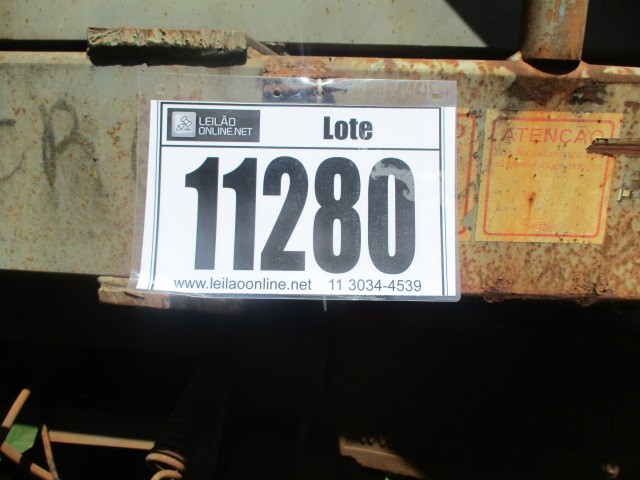 LEILÃO
ONLINE.NET
Lote
11280
www.leilaoonline.net 11 3034-4539
ATENÇÃO